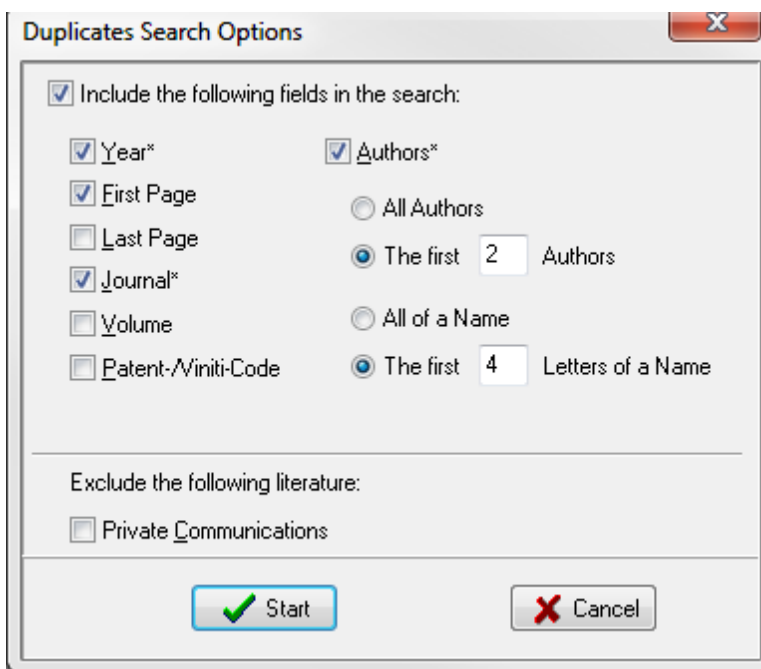 Duplicates Search Options
Include the following fields in the search:
Year*
Authors*
First Page
All Authors
Last Page
The first 2 Authors
Journal*
Volume
All of a Name
Patent-/Viniti-Code
The first 4 Letters of a Name
Exclude the following literature:
Private Communications
Start
Cancel